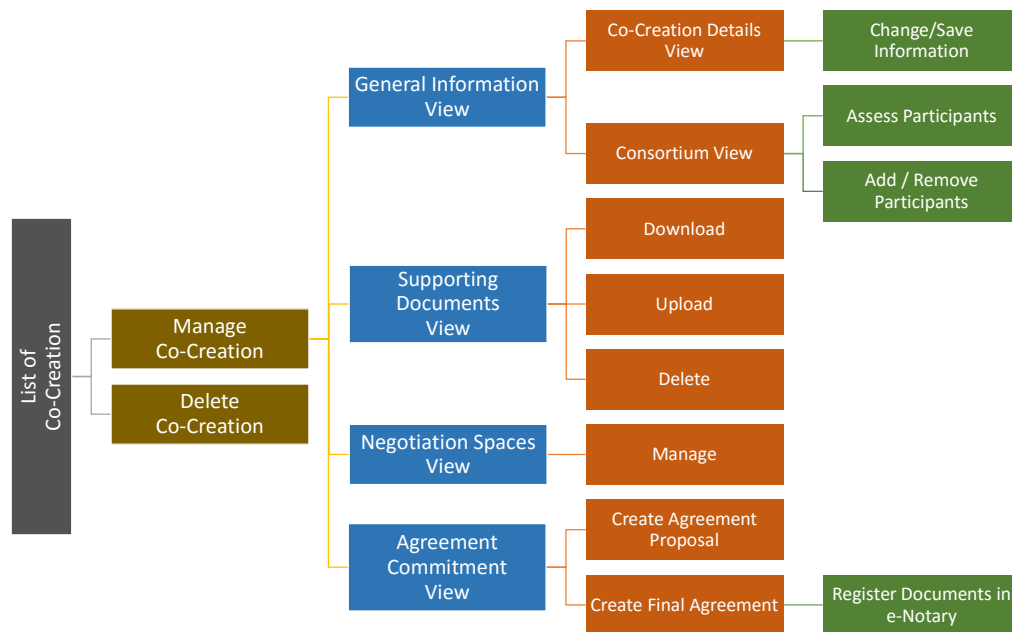 List of
Co-Creation
Manage
Co-Creation
Delete
Co-Creation
General Information
View
Supporting
Documents
View
Negotiation Spaces
View
Agreement
Commitment
View
Co-Creation Details
View
Consortium View
Download
Upload
Delete
Manage
Create Agreement
Proposal
Create Final Agreement
Change/Save
Information
Assess Participants
Add / Remove
Participants
Register Documents in
e-Notary